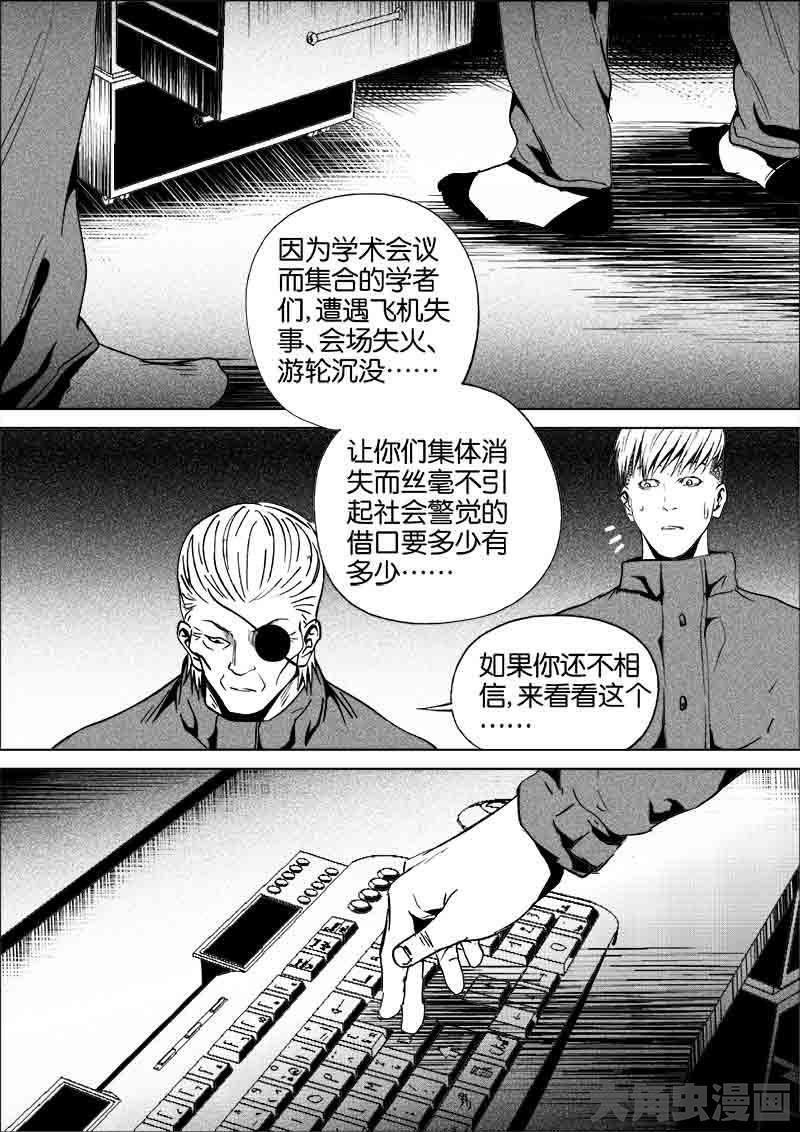 因为学术会议
而集合的学者
们,遭遇飞机失
事、会场失火、
游轮沉没……
让你们集体消
失而丝毫不引
起社会警觉的
借口要多少有
多少……
如果你还不相
信,来看看这个
……
大角虫漫画